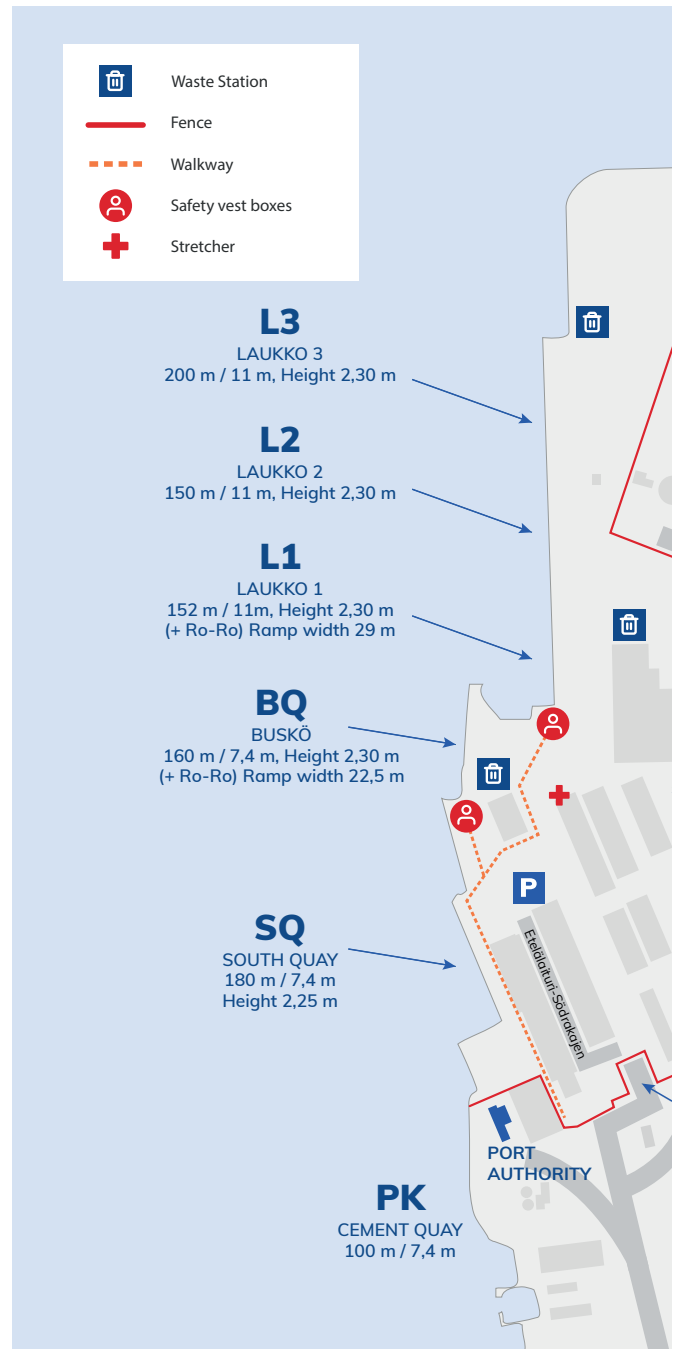 Waste Station
Fence
Walkway
Safety vest boxes
Stretcher
L3
LAUKKO 3
200 m / 11 m, Height 2,30 m
L2
LAUKKO 2
150 m / 11 m, Height 2,30 m
L1
LAUKKO 1
152 m / 11m, Height 2,30 m
(+ Ro-Ro) Ramp width 29 m
BQ
BUSKÖ
160 m / 7,4 m, Height 2,30 m
(+ Ro-Ro) Ramp width 22,5 m
P
SQ
SOUTH QUAY
180 m / 7,4 m
Height 2,25 m
Etelälaituri-Södrakajen
PORT
AUTHORITY
PK
CEMENT QUAY
100 m / 7,4 m